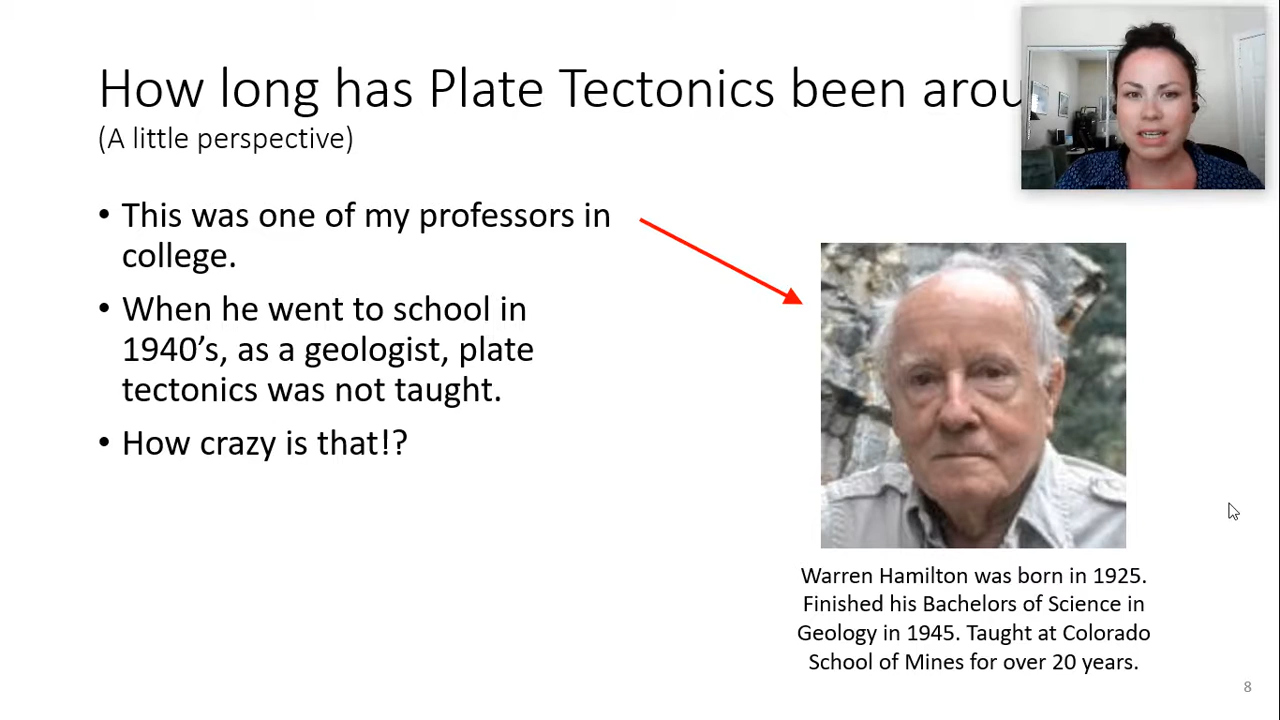 How long has Plate Tectonics been arou
(A little perspective)
• This was one of my professors in
college.
• When he went to school in
1940’s, as a geologist, plate
tectonics was not taught.
• How crazy is that!?
Warren Hamilton was born in 1925.
Finished his Bachelors of Science in
Geology in 1945. Taught at Colorado
School of Mines for over 20 years.
8